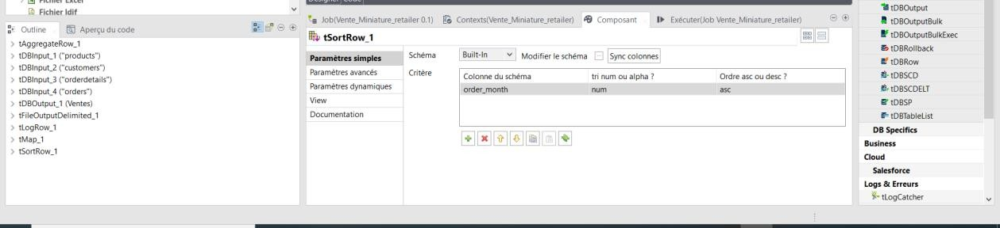 Fichier Excel
Fichier ldif
Designer Code
Outline
Aperçu du code
tAggregateRow_1
tDBInput_1 ("products")
tDBInput_2 ("customers")
tDBInput_3 ("orderdetails")
tDBInput_4 ("orders")
tDBOutput_1 (Ventes)
tFileOutputDelimited_1
tLogRow_1
tMap_1
tSortRow_1
Job(Vente_Miniature_retailer 0.1)
Contexts(Vente_Miniature_retailer)
Composant
Exécuter(Job Vente_Miniature_retailer)
tSortRow_1
Paramètres simples
Paramètres avancés
Paramètres dynamiques
View
Documentation
Schéma
Built-In
Modifier le schéma
...
Sync colonnes
Critère
Colonne du schéma
tri num ou alpha ?
Ordre asc ou desc ?
order_month
num
asc
tDBOutput
tDBOutputBulk
tDBOutputBulkExec
tDBRollback
tDBRow
tDBSCD
tDBSCDELT
tDBSP
tDBTableList
DB Specifics
Business
Cloud
Salesforce
Logs & Erreurs
tLogCatcher